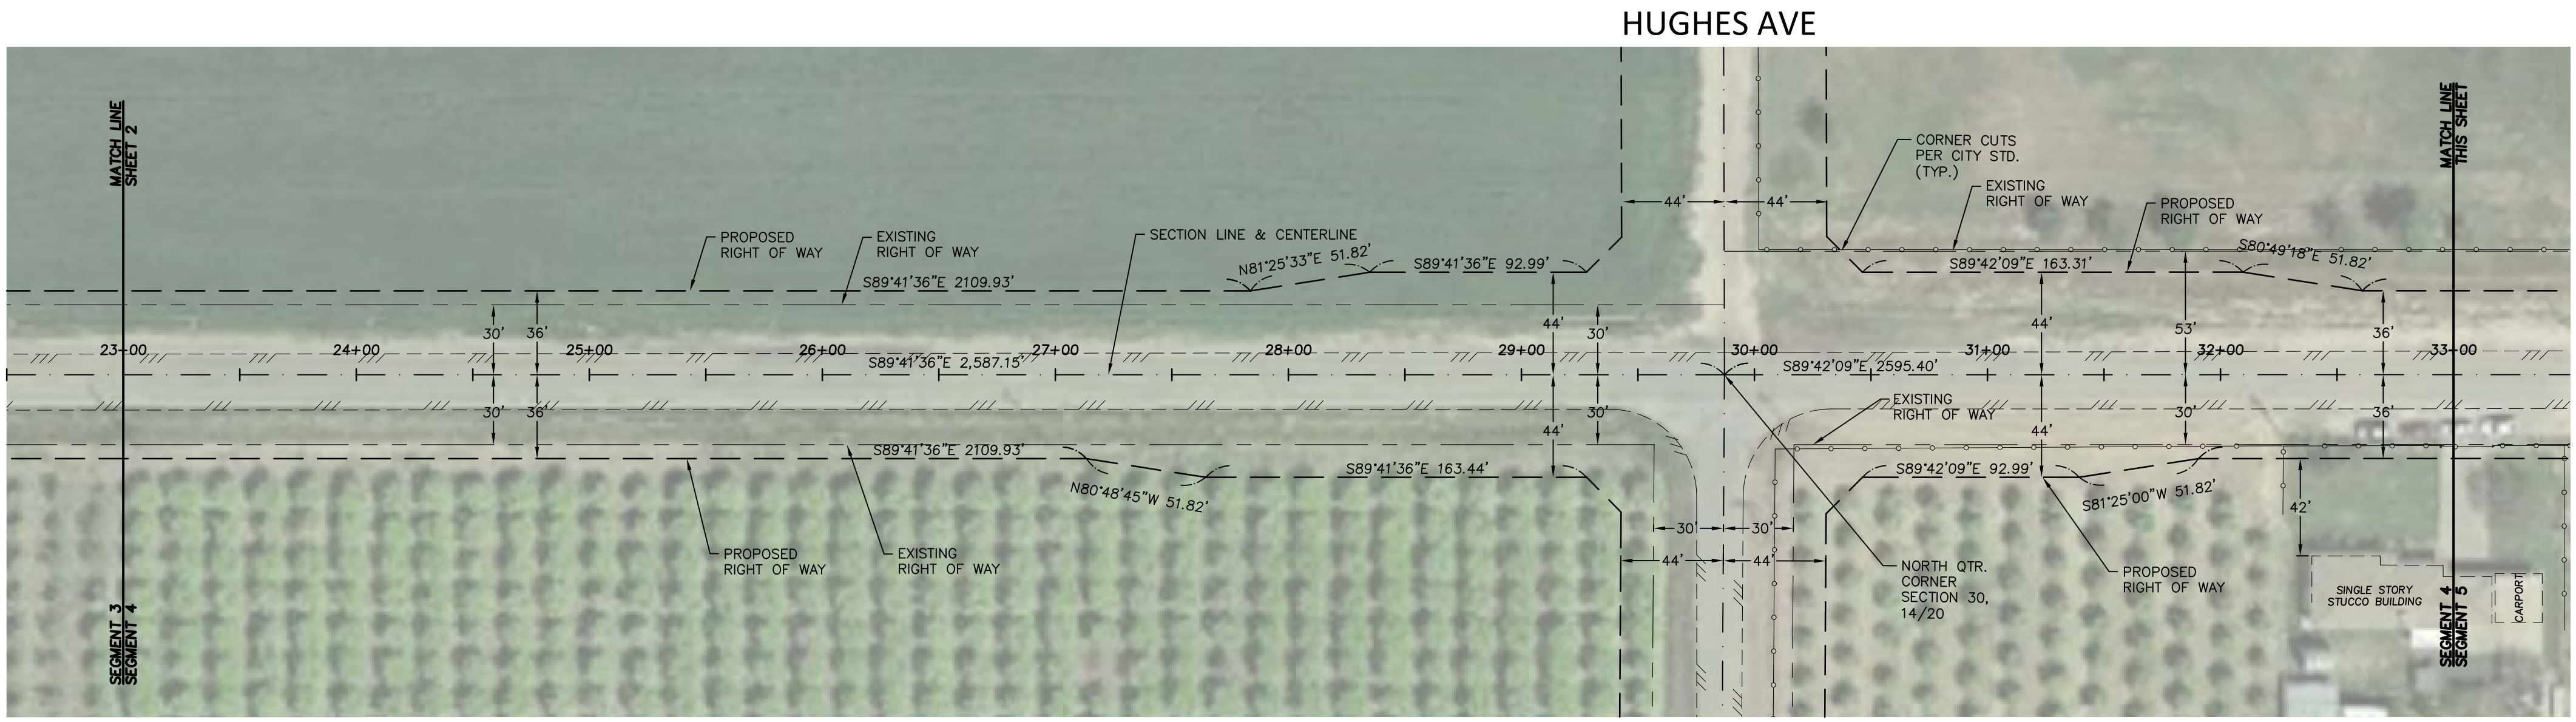 HUGHES AVE
MATCH LINE
SHEET 2
MATCH LINE
THIS SHEET
CORNER CUTS
PER CITY STD.
(TYP.)
EXISTING
RIGHT OF WAY
PROPOSED
RIGHT OF WAY
44'
44'
PROPOSED
RIGHT OF WAY
EXISTING
RIGHT OF WAY
SECTION LINE & CENTERLINE
N81°25'33"E 51.82'
S89°41'36"E 92.99'
S89°42'09"E 163.31'
S80°49'18"E 51.82'
S89°41'36"E 2109.93'
30'
36'
44'
30'
44'
53'
36'
23+00
24+00
25+00
26+00
27+00
28+00
29+00
30+00
31+00
32+00
33+00
S89°41'36"E 2,587.15'
S89°42'09"E 2595.40'
EXISTING
RIGHT OF WAY
30'
36'
30'
44'
44'
30'
36'
S89°41'36"E 2109.93'
S89°41'36"E 163.44'
S89°42'09"E 92.99'
N80°48'45"W 51.82'
S81°25'00"W 51.82'
42'
30'
30'
44'
44'
PROPOSED
RIGHT OF WAY
EXISTING
RIGHT OF WAY
NORTH QTR.
CORNER
SECTION 30,
14/20
PROPOSED
RIGHT OF WAY
SINGLE STORY
STUCCO BUILDING
CARPORT
SEGMENT 3
SEGMENT 4
SEGMENT 4
SEGMENT 5